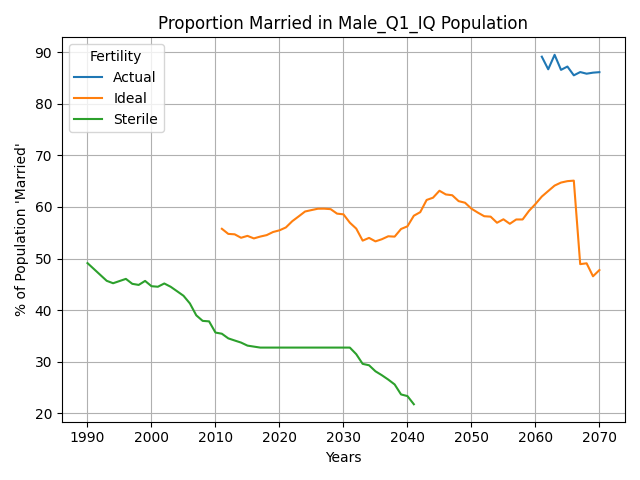 Proportion Married in Male_Q1_IQ Population
% of Population 'Married'
90
80
70
60
50
40
30
20
Fertility
Actual
Ideal
Sterile
1990 2000 2010 2020 2030 2040 2050 2060 2070
Years